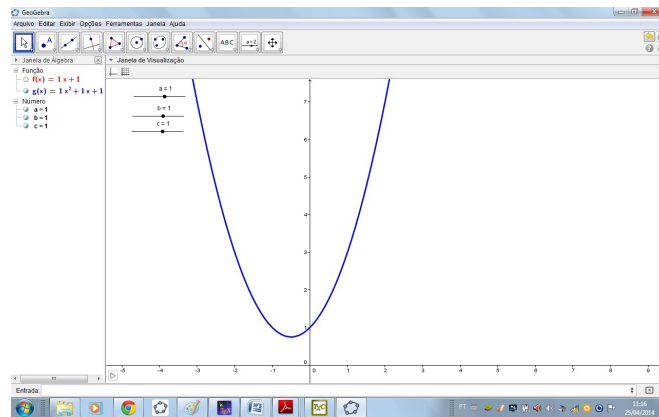 GeoGebra
Arquivo Editar Exibir Opções Ferramentas Janela Ajuda
ABC
a=2
Janela de Álgebra
Janela de Visualização
Função
f(x) = 1 x + 1
g(x) = 1 x² + 1 x + 1
Número
a = 1
b = 1
c = 1
a = 1
b = 1
c = 1
7
6
5
4
3
2
1
0
-5 -4 -3 -2 -1 0 1 2 3 4 5 6 7 8 9
Entrada:
PT
11:16
25/04/2014